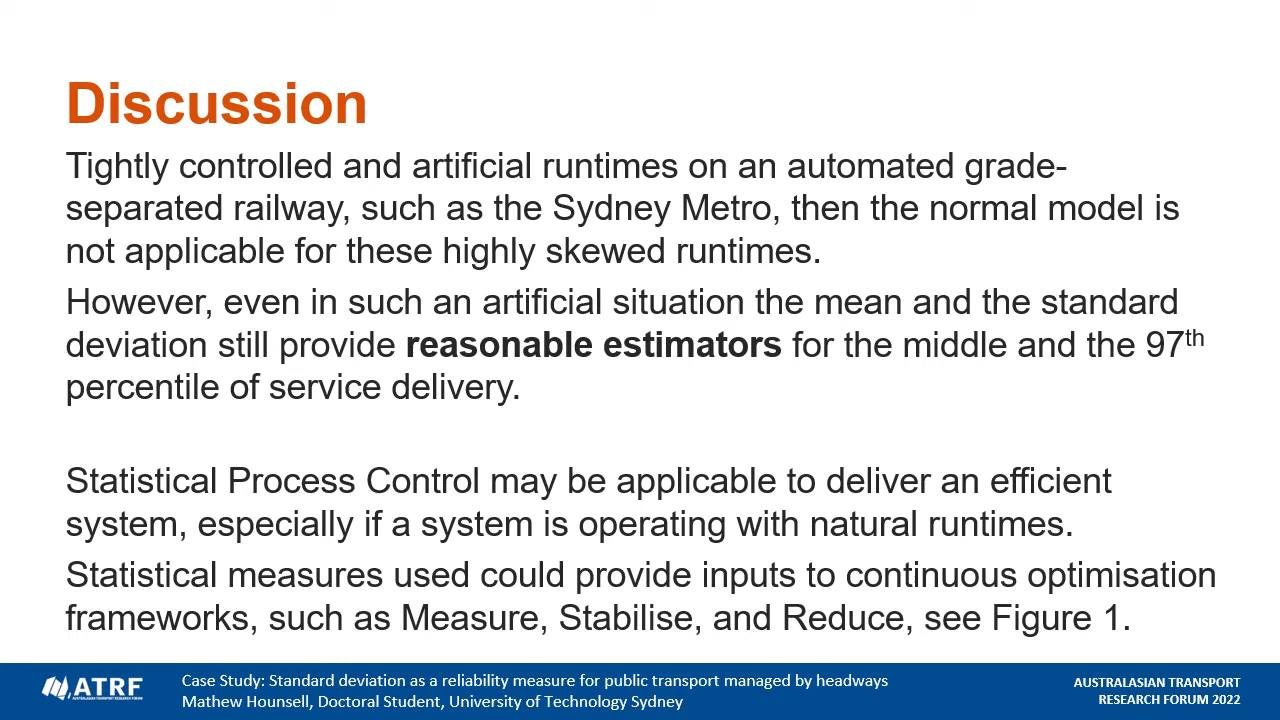 Discussion
Tightly controlled and artificial runtimes on an automated grade-
separated railway, such as the Sydney Metro, then the normal model is
not applicable for these highly skewed runtimes.
However, even in such an artificial situation the mean and the standard
deviation still provide reasonable estimators for the middle and the 97th
percentile of service delivery.
Statistical Process Control may be applicable to deliver an efficient
system, especially if a system is operating with natural runtimes.
Statistical measures used could provide inputs to continuous optimisation
frameworks, such as Measure, Stabilise, and Reduce, see Figure 1.
ATRF
AUSTRALASIAN TRANSPORT RESEARCH FORUM
Case Study: Standard deviation as a reliability measure for public transport managed by headways
Mathew Hounsell, Doctoral Student, University of Technology Sydney
AUSTRALASIAN TRANSPORT
RESEARCH FORUM 2022